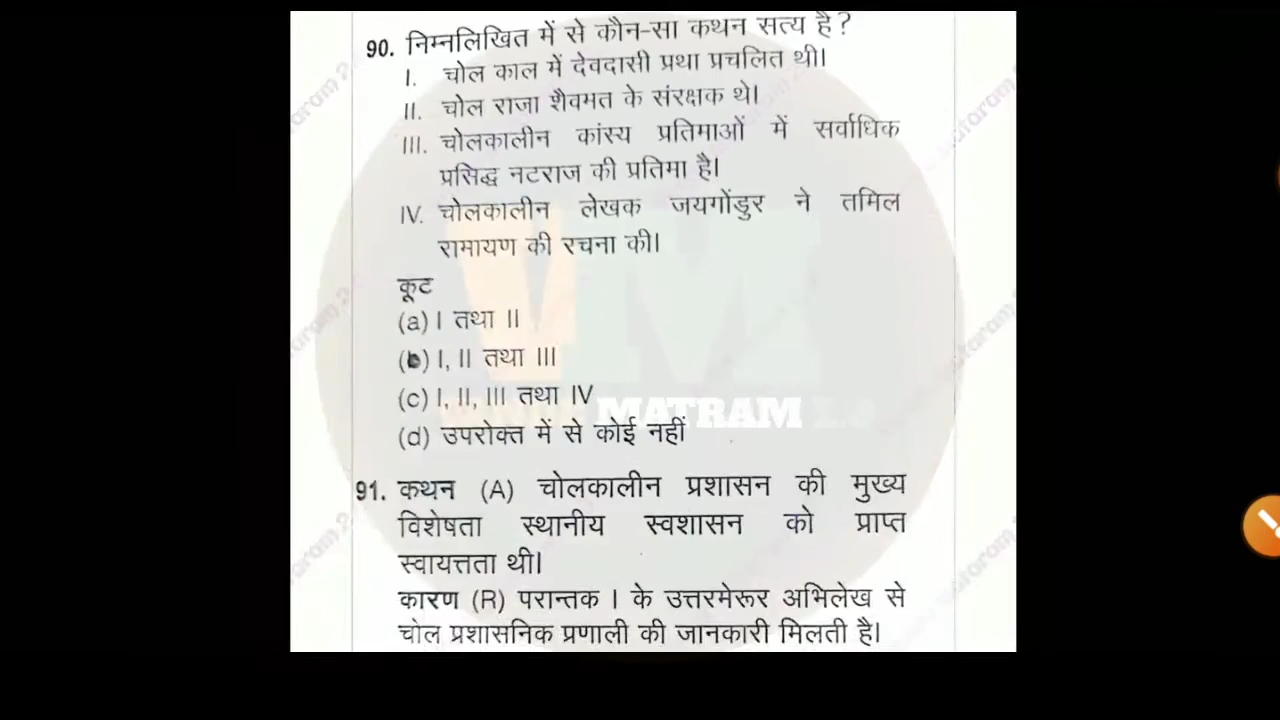 90. निम्नलिखित में से कौन-सा कथन सत्य है?
I. चोल काल में देवदासी प्रथा प्रचलित थी।
II. चोल राजा शैवमत के संरक्षक थे।
III. चोलकालीन कांस्य प्रतिमाओं में सर्वाधिक
प्रसिद्ध नटराज की प्रतिमा है।
IV. चोलकालीन लेखक जयगोंडुर ने तमिल
रामायण की रचना की।
कूट
(a) I तथा II
(b) I, II तथा III
(c) I, II, III तथा IV
MATRAM
(d) उपरोक्त में से कोई नहीं
91. कथन (A) चोलकालीन प्रशासन की मुख्य
विशेषता स्थानीय स्वशासन को प्राप्त
स्वायत्तता थी।
कारण (R) परान्तक I के उत्तरमेरूर अभिलेख से
चोल प्रशासनिक प्रणाली की जानकारी मिलती है।